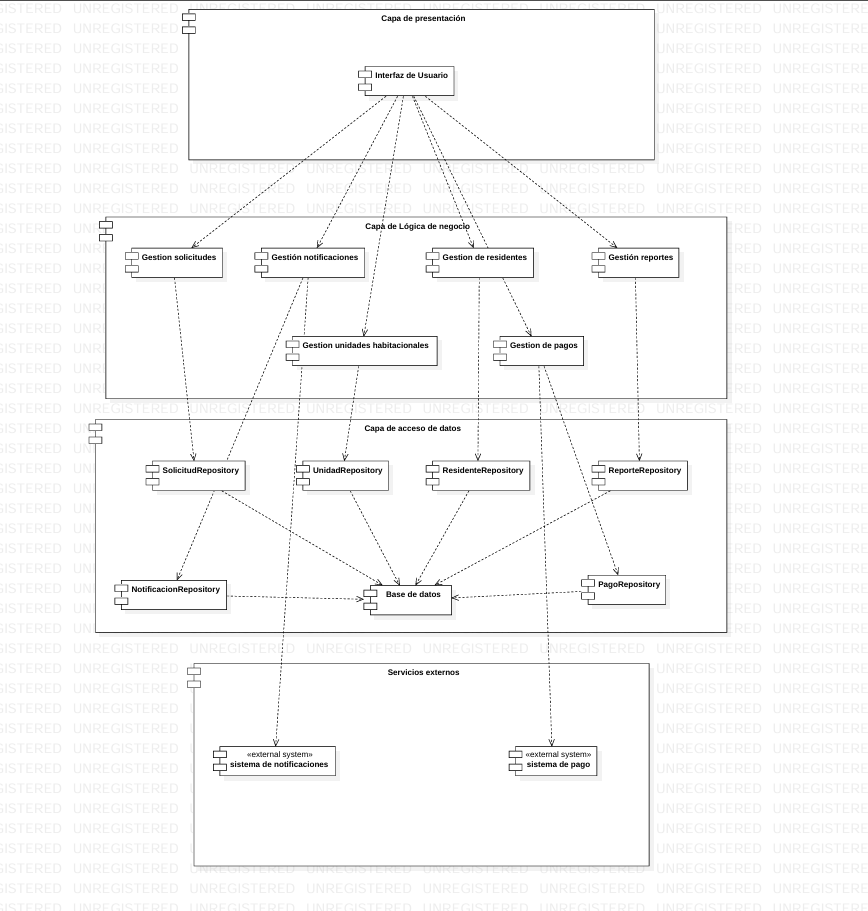 Capa de presentación
Interfaz de Usuario
Capa de Lógica de negocio
Gestion solicitudes
Gestión notificaciones
Gestion de residentes
Gestión reportes
Gestion unidades habitacionales
Gestion de pagos
Capa de acceso de datos
SolicitudRepository
UnidadRepository
ResidenteRepository
ReporteRepository
NotificacionRepository
Base de datos
PagoRepository
Servicios externos
«external system»
sistema de notificaciones
«external system»
sistema de pago
UNREGISTERED